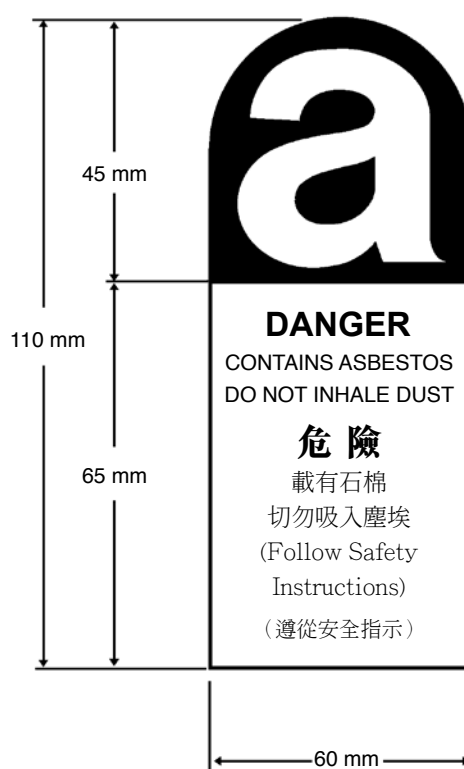 a
45 mm
110 mm
65 mm
DANGER
CONTAINS ASBESTOS
DO NOT INHALE DUST
危 險
載有石棉
切勿吸入塵埃
(Follow Safety
Instructions)
（遵從安全指示）
60 mm